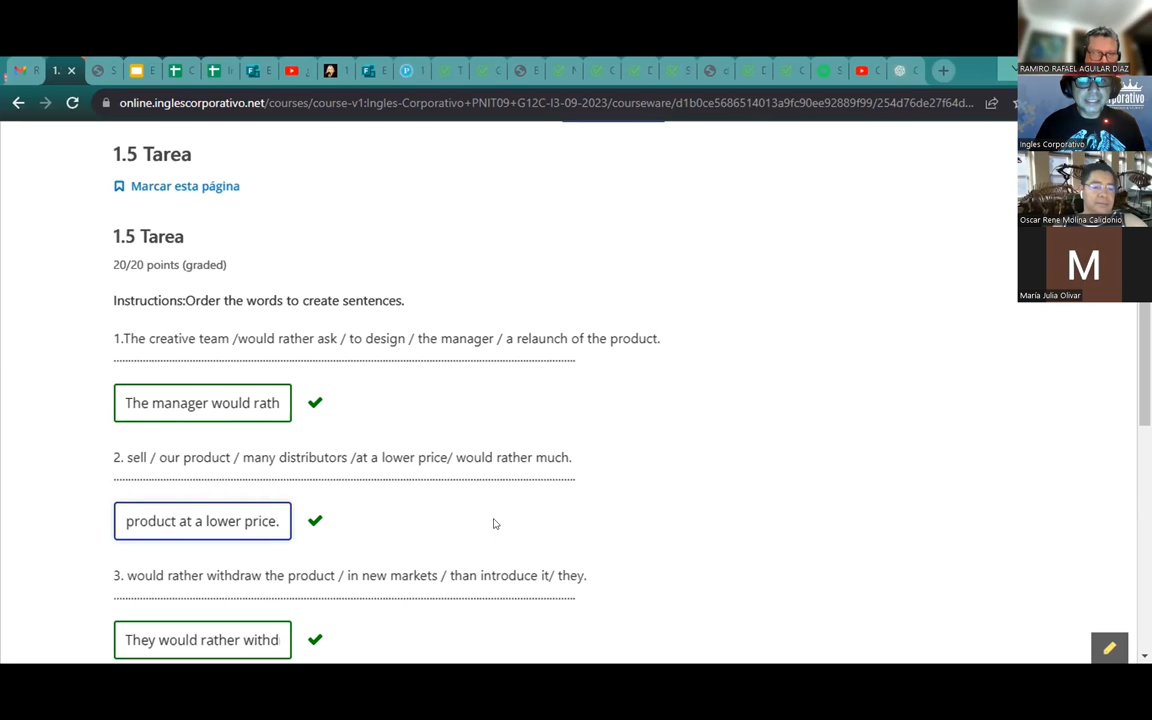 1.
online.inglescorporativo.net/courses/course-v1:Ingles-Corporativo+PNIT09+G12C-I3-09-2023/courseware/d1b0ce5686514013a9fc90ee92889f99/254d76de27f64d...
RAMIRO RAFAEL AGUILAR DIAZ
Ingles Corporativo
Oscar Rene Molina Calidonio
M
María Julia Olivar
1.5 Tarea
Marcar esta página
1.5 Tarea
20/20 points (graded)
Instructions:Order the words to create sentences.
1.The creative team /would rather ask / to design / the manager / a relaunch of the product.
The manager would rath
2. sell / our product / many distributors /at a lower price/ would rather much.
product at a lower price.
3. would rather withdraw the product / in new markets / than introduce it/ they.
They would rather withd